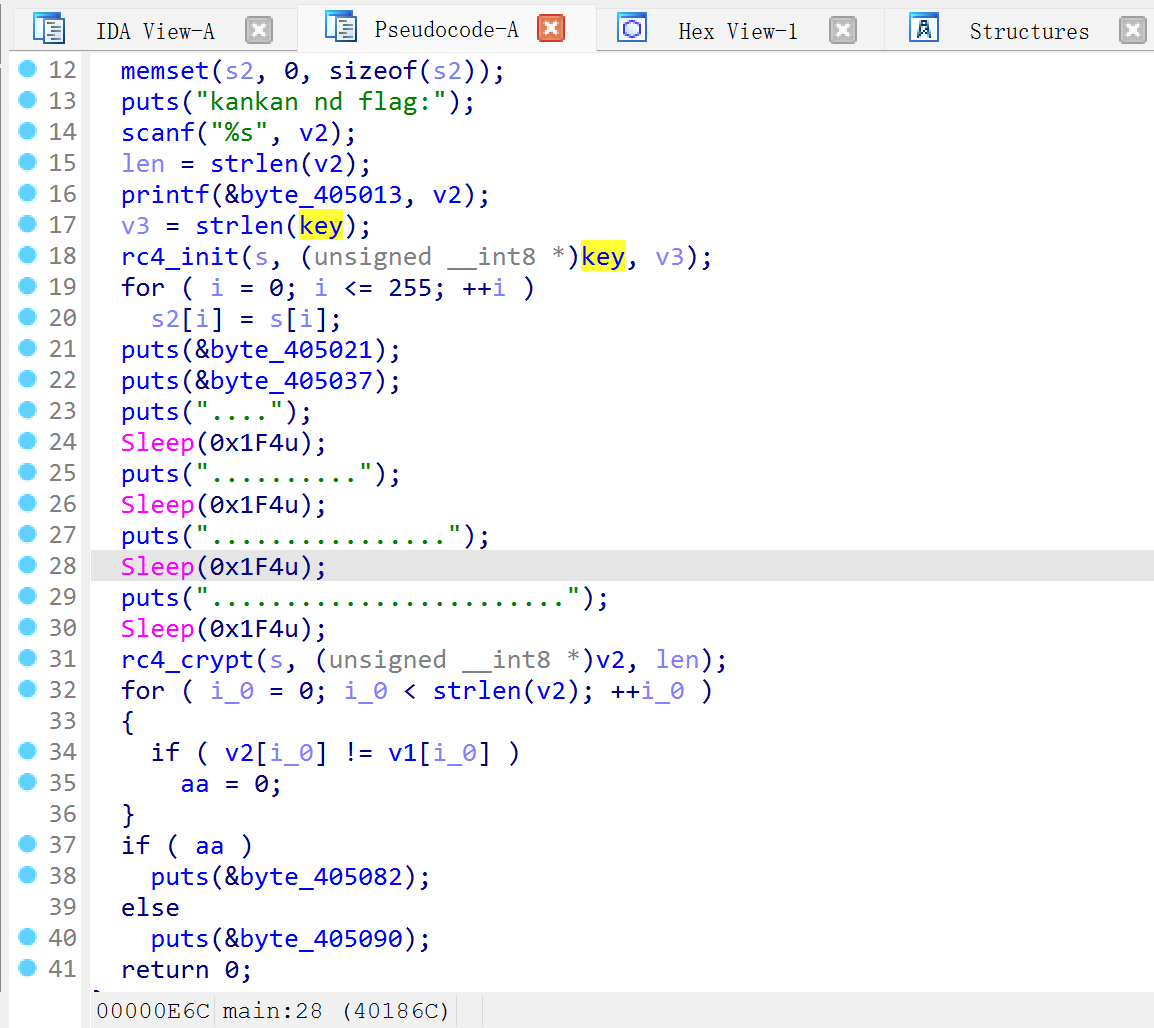 IDA View-A Pseudocode-A Hex View-1 Structures
12 memset(s2, 0, sizeof(s2));
13 puts("kankan nd flag:");
14 scanf("%s", v2);
15 len = strlen(v2);
16 printf(&byte_405013, v2);
17 v3 = strlen(key);
18 rc4_init(s, (unsigned __int8 *)key, v3);
19 for ( i = 0; i <= 255; ++i )
20 s2[i] = s[i];
21 puts(&byte_405021);
22 puts(&byte_405037);
23 puts("....");
24 Sleep(0x1F4u);
25 puts("..........");
26 Sleep(0x1F4u);
27 puts("................");
28 Sleep(0x1F4u);
29 puts("........................");
30 Sleep(0x1F4u);
31 rc4_crypt(s, (unsigned __int8 *)v2, len);
32 for ( i_0 = 0; i_0 < strlen(v2); ++i_0 )
33 {
34 if ( v2[i_0] != v1[i_0] )
35 aa = 0;
36 }
37 if ( aa )
38 puts(&byte_405082);
39 else
40 puts(&byte_405090);
41 return 0;
00000E6C main:28 (40186C)